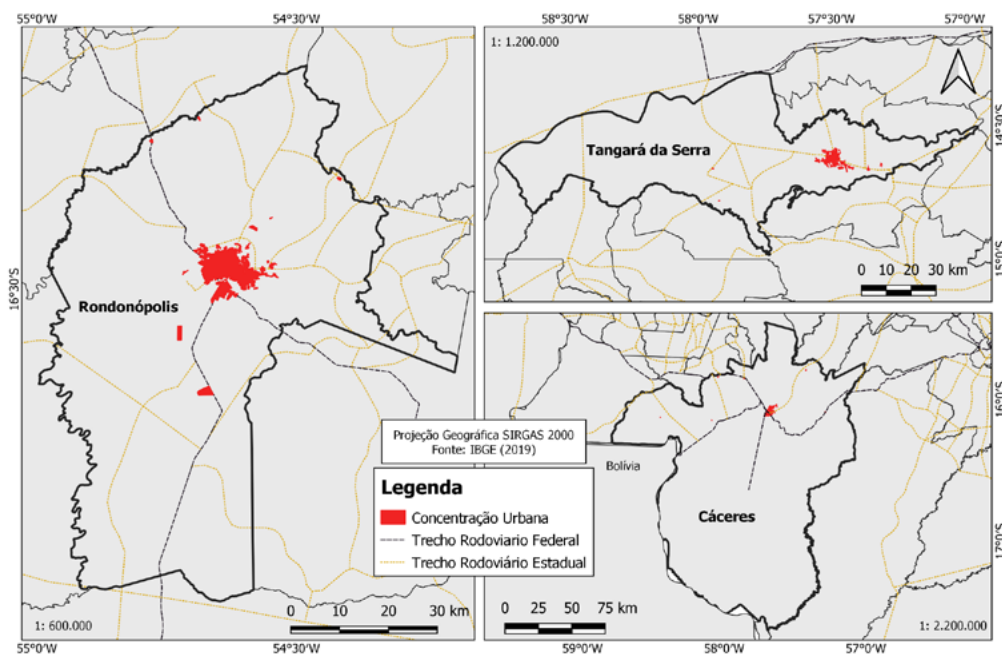 55°0'W
54°30'W
16°30'S
Rondonópolis
0 10 20 30 km
1: 600.000
55°0'W
54°30'W
58°30'W
58°0'W
57°30'W
57°0'W
1: 1.200.000
14°30'S
Tangará da Serra
15°0'S
0 10 20 30 km
16°0'S
Bolívia
Cáceres
17°0'S
0 25 50 75 km
1: 2.200.000
59°0'W
58°0'W
57°0'W
Projeção Geográfica SIRGAS 2000
Fonte: IBGE (2019)
Legenda
Concentração Urbana
Trecho Rodoviario Federal
Trecho Rodoviário Estadual